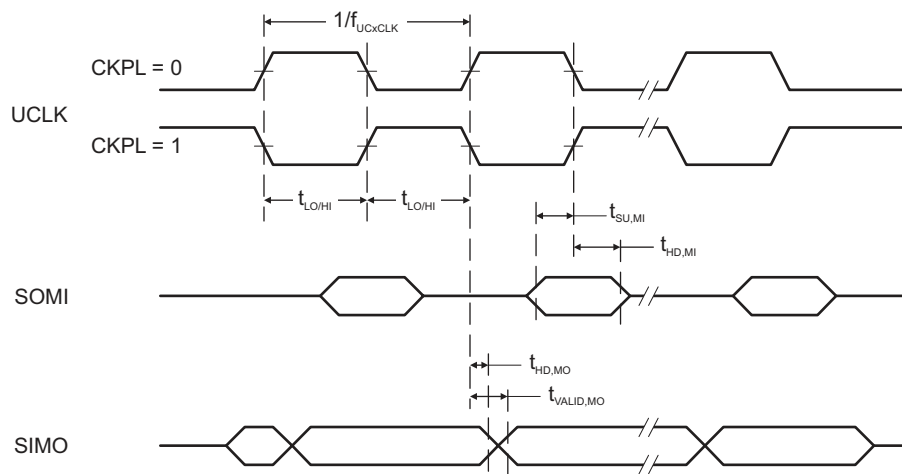 1/fUCxCLK
CKPL = 0
UCLK
CKPL = 1
tLO/HI
tLO/HI
tSU,MI
tHD,MI
SOMI
tHD,MO
tVALID,MO
SIMO